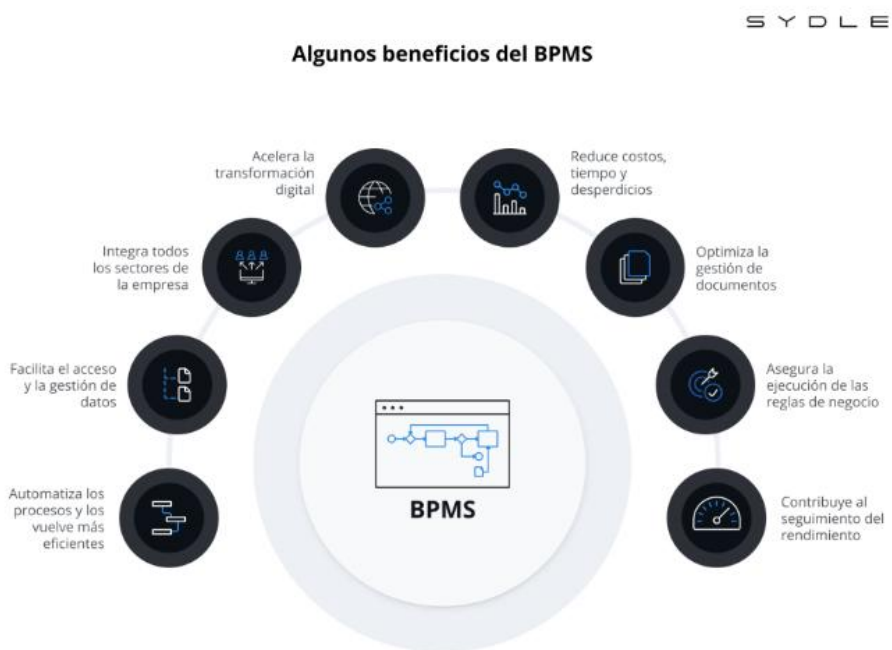 SYDLE
Algunos beneficios del BPMS
Acelera la
transformación
digital
Reduce costos,
tiempo y
desperdicios
Integra todos
los sectores de
la empresa
Optimiza la
gestión de
documentos
Facilita el acceso
y la gestión de
datos
Asegura la
ejecución de las
reglas de negocio
Automatiza los
procesos y los
vuelve más
eficientes
Contribuye al
seguimiento del
rendimiento
BPMS